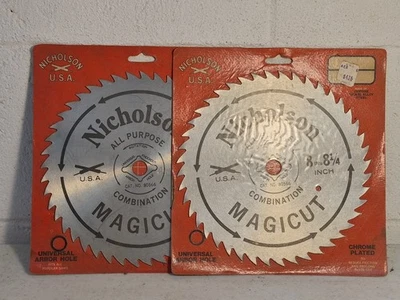 NICHOLSON
U.S.A.
Nicholson
ALL PURPOSE
U.S.A.
COMBINATION
MAGICUT
UNIVERSAL
ARBOR HOLE
NICHOLSON
U.S.A.
Nicholson
8 8¼
INCH
U.S.A.
COMBINATION
MAGICUT
UNIVERSAL
ARBOR HOLE
CHROME
PLATED